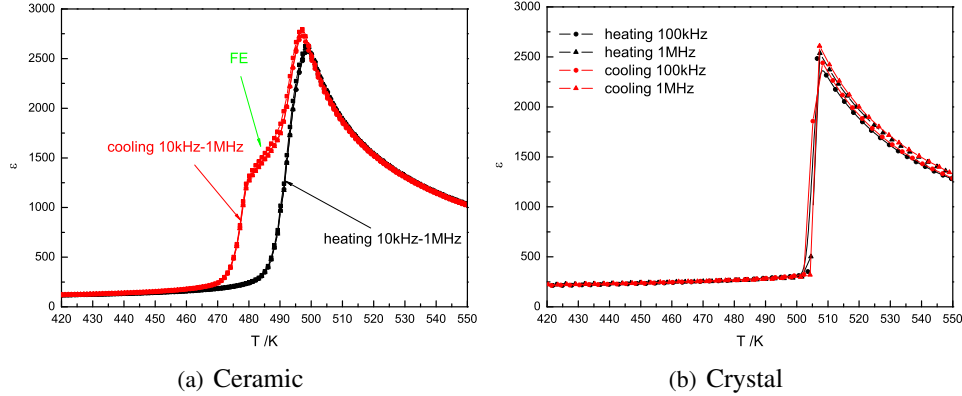 3000
2500
2000
1500
1000
500
0
ε
FE
cooling 10kHz-1MHz
heating 10kHz-1MHz
420 430 440 450 460 470 480 490 500 510 520 530 540 550
T /K
(a) Ceramic
3000
2500
2000
1500
1000
500
0
ε
heating 100kHz
heating 1MHz
cooling 100kHz
cooling 1MHz
420 430 440 450 460 470 480 490 500 510 520 530 540 550
T /K
(b) Crystal